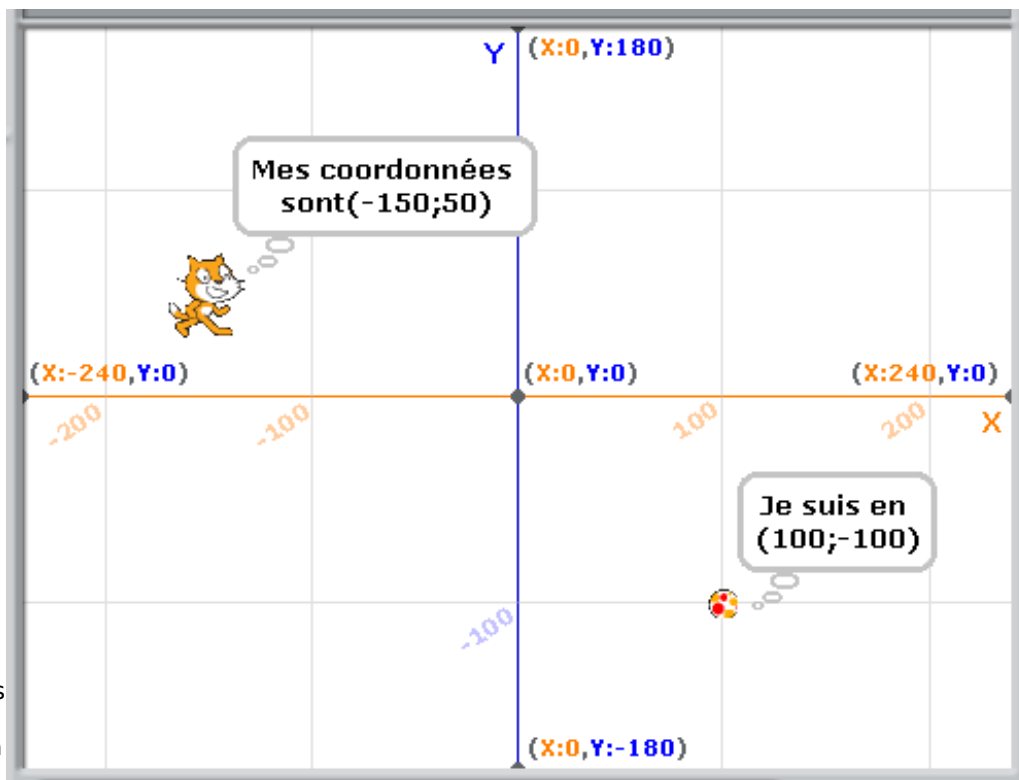 Y
(X:0,Y:180)
Mes coordonnées
sont(-150;50)
(X:-240,Y:0)
(X:0,Y:0)
(X:240,Y:0)
-200
-100
100
200
X
Je suis en
(100;-100)
-100
s
(X:0,Y:-180)